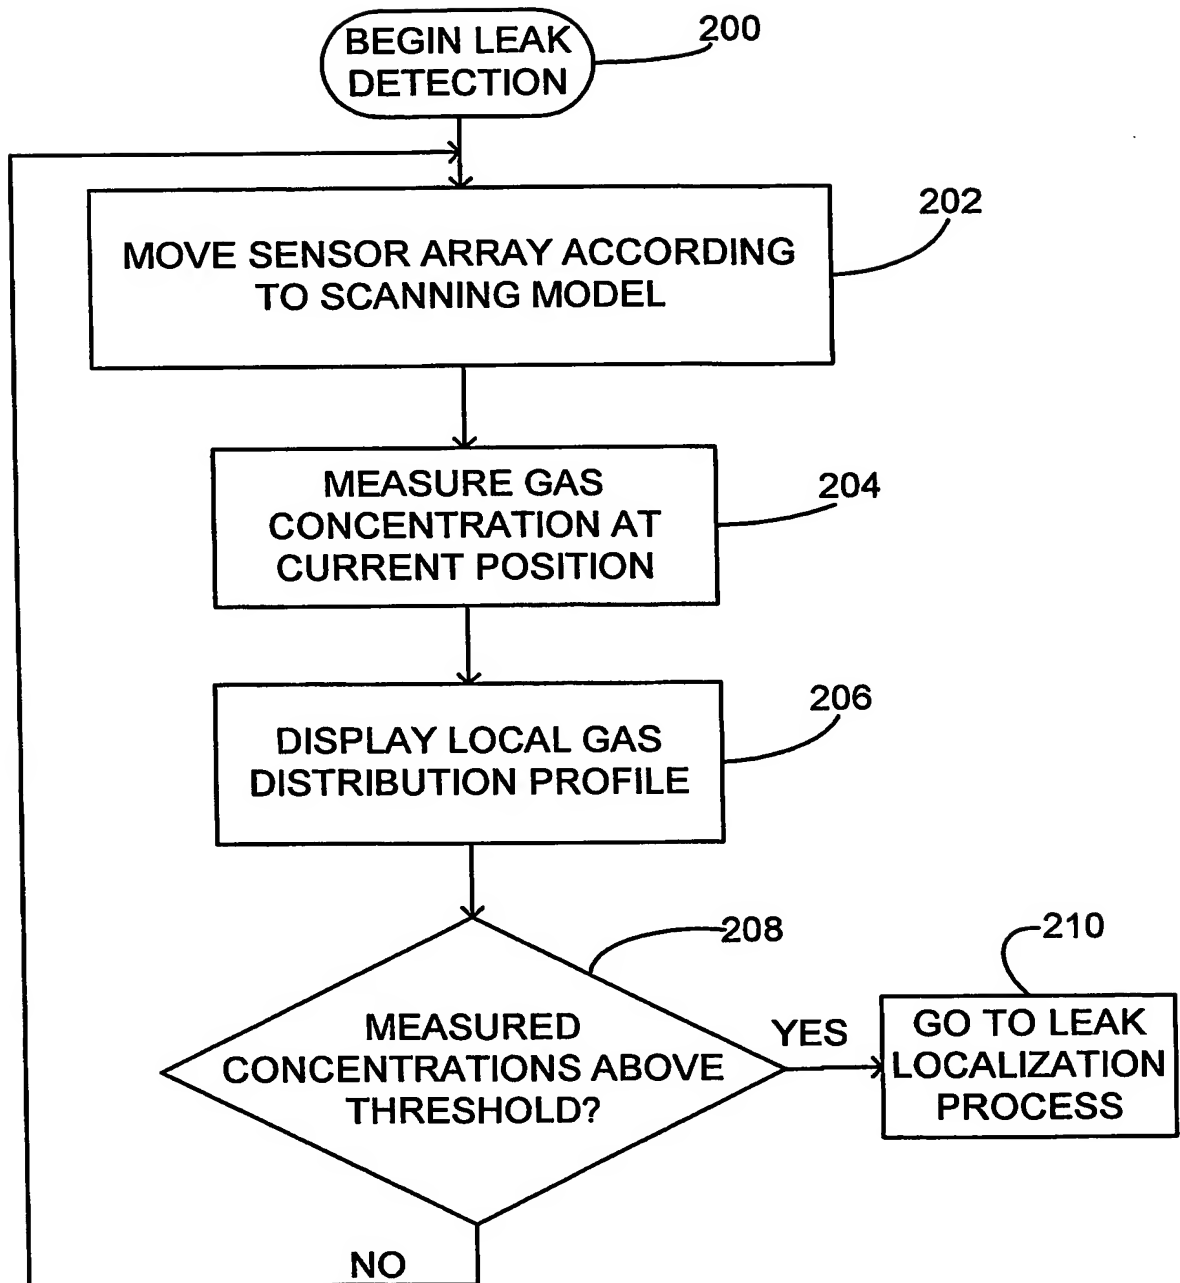 BEGIN LEAK
DETECTION
200
MOVE SENSOR ARRAY ACCORDING
TO SCANNING MODEL
202
MEASURE GAS
CONCENTRATION AT
CURRENT POSITION
204
DISPLAY LOCAL GAS
DISTRIBUTION PROFILE
206
MEASURED
CONCENTRATIONS ABOVE
THRESHOLD?
208
YES
GO TO LEAK
LOCALIZATION
PROCESS
210
NO